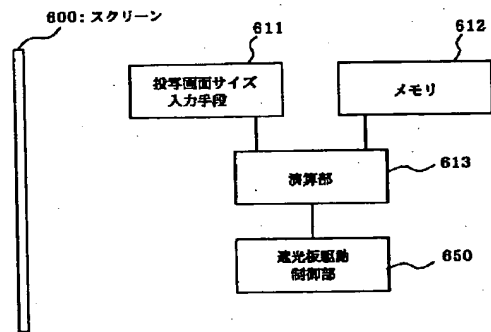 600:スクリーン
611
612
投写画面サイズ
入力手段
メモリ
613
演算部
遮光板駆動
制御部
650